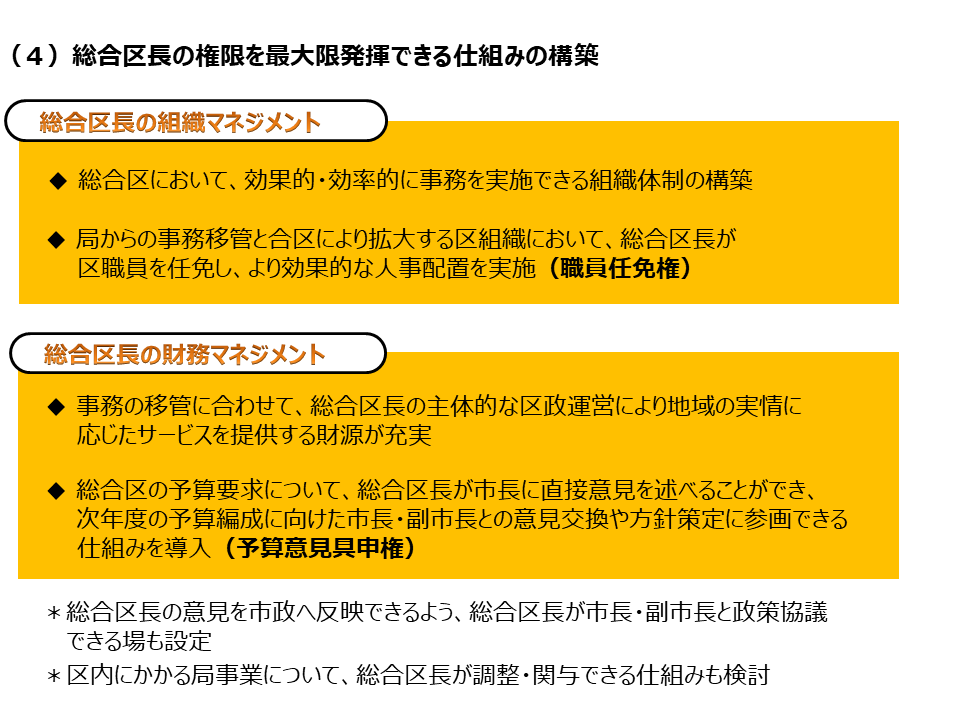 （４）総合区長の権限を最大限発揮できる仕組みの構築
総合区長の組織マネジメント
◆ 総合区において、効果的・効率的に事務を実施できる組織体制の構築
◆ 局からの事務移管と合区により拡大する区組織において、総合区長が
区職員を任免し、より効果的な人事配置を実施（職員任免権）
総合区長の財務マネジメント
◆ 事務の移管に合わせて、総合区長の主体的な区政運営により地域の実情に
応じたサービスを提供する財源が充実
◆ 総合区の予算要求について、総合区長が市長に直接意見を述べることができ、
次年度の予算編成に向けた市長・副市長との意見交換や方針策定に参画できる
仕組みを導入（予算意見具申権）
＊総合区長の意見を市政へ反映できるよう、総合区長が市長・副市長と政策協議
できる場も設定
＊区内にかかる局事業について、総合区長が調整・関与できる仕組みも検討